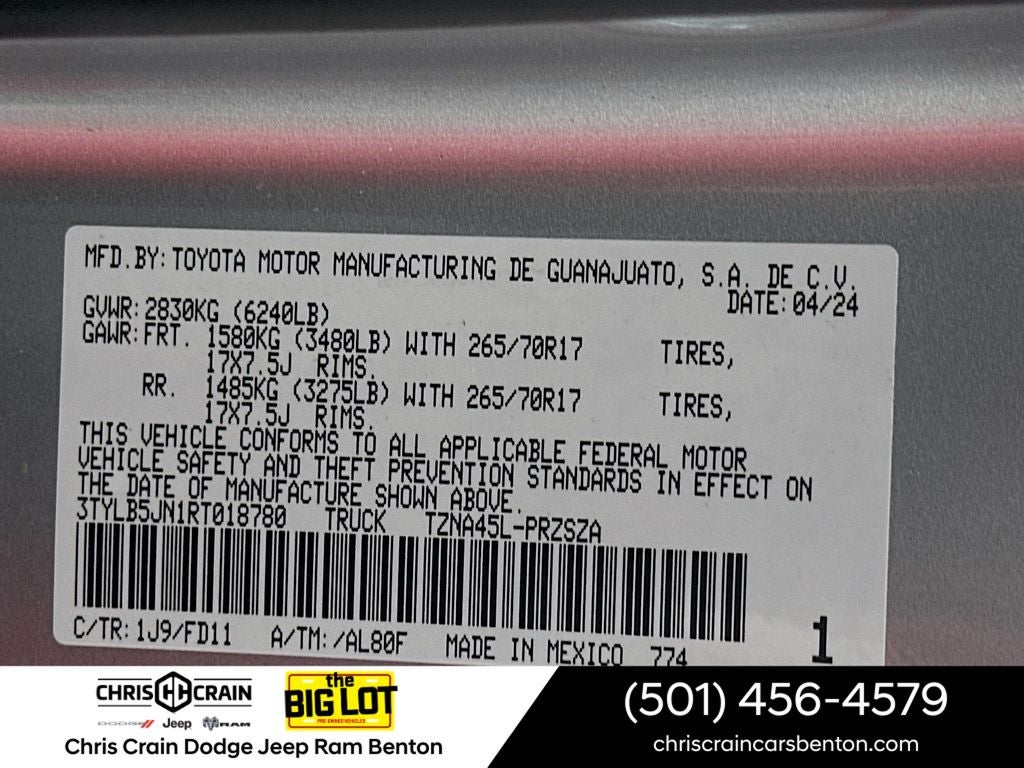 MFD.BY:TOYOTA MOTOR MANUFACTURING DE GUANAJUATO, S.A. DE C.V.
DATE:04/24
GVWR:2830KG (6240LB)
GAWR:FRT. 1580KG (3480LB) WITH 265/70R17 TIRES,
17X7.5J RIMS.
RR. 1485KG (3275LB) WITH 265/70R17 TIRES,
17X7.5J RIMS.
THIS VEHICLE CONFORMS TO ALL APPLICABLE FEDERAL MOTOR
VEHICLE SAFETY AND THEFT PREVENTION STANDARDS IN EFFECT ON
THE DATE OF MANUFACTURE SHOWN ABOVE.
3TYLB5JN1RT018780 TRUCK TZNA45L-PRZSZA
C/TR:1J9/FD11 A/TM:/AL80F MADE IN MEXICO 774
1
CHRIS CRAIN
DODGE Jeep RAM
the
BIG LOT
PRE-OWNED VEHICLES
Chris Crain Dodge Jeep Ram Benton
(501) 456-4579
chriscraincarsbenton.com